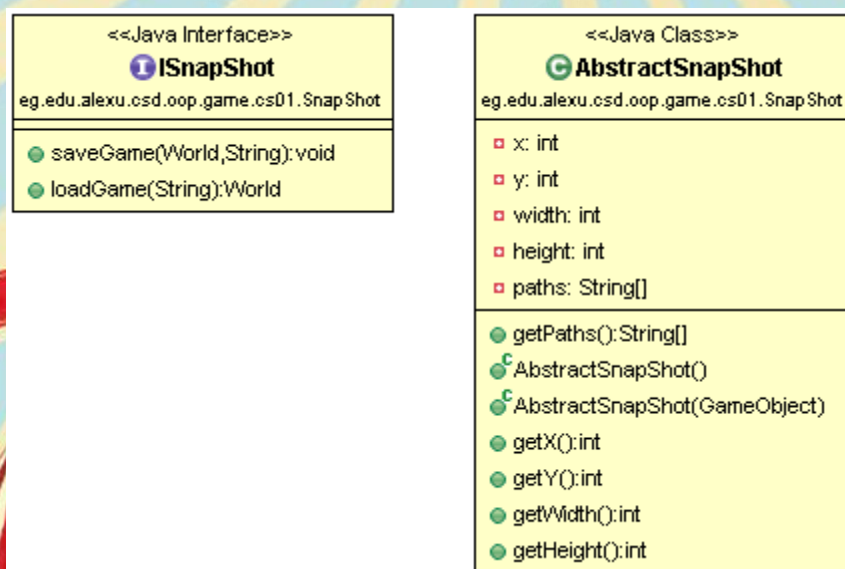 <<Java Interface>>
ISnapShot
eg.edu.alexu.csd.oop.game.cs01.SnapShot
saveGame(World,String):void
loadGame(String):World
<<Java Class>>
AbstractSnapShot
eg.edu.alexu.csd.oop.game.cs01.SnapShot
x: int
y: int
width: int
height: int
paths: String[]
getPaths():String[]
AbstractSnapShot()
AbstractSnapShot(GameObject)
getX():int
getY():int
getWidth():int
getHeight():int